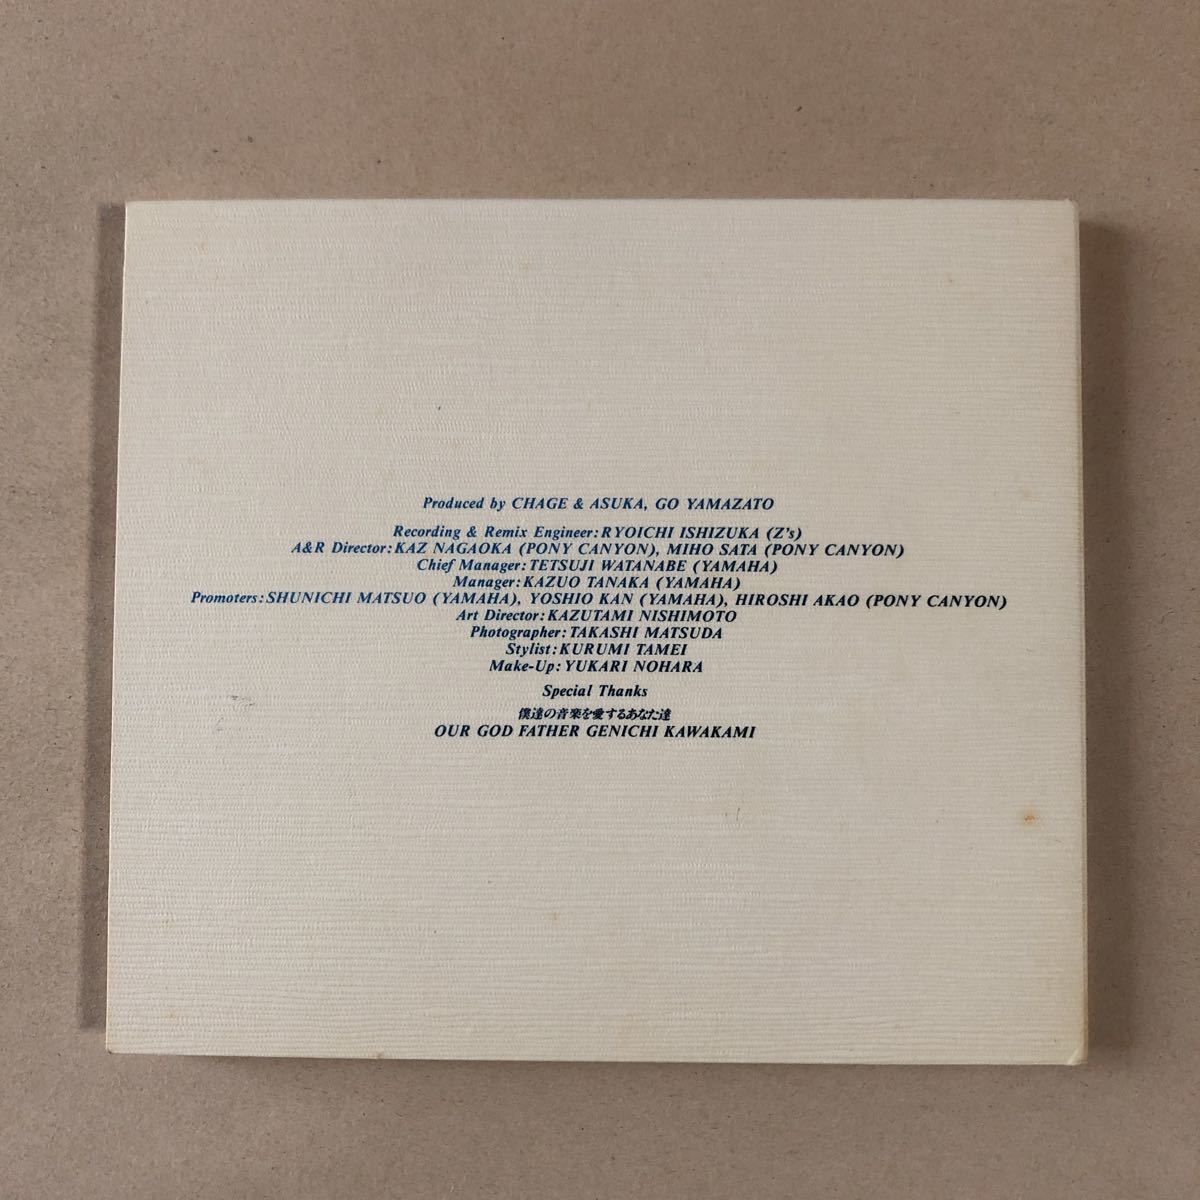 Produced by CHAGE & ASUKA, GO YAMAZATO
Recording & Remix Engineer:RYOICHI ISHIZUKA (Z's)
A&R Director:KAZ NAGAOKA (PONY CANYON), MIHO SATA (PONY CANYON)
Chief Manager:TETSUJI WATANABE (YAMAHA)
Manager:KAZUO TANAKA (YAMAHA)
Promoters:SHUNICHI MATSUO (YAMAHA), YOSHIO KAN (YAMAHA), HIROSHI AKAO (PONY CANYON)
Art Director:KAZUTAMI NISHIMOTO
Photographer:TAKASHI MATSUDA
Stylist:KURUMI TAMEI
Make-Up:YUKARI NOHARA
Special Thanks
僕達の音楽を愛するあなた達
OUR GOD FATHER GENICHI KAWAKAMI